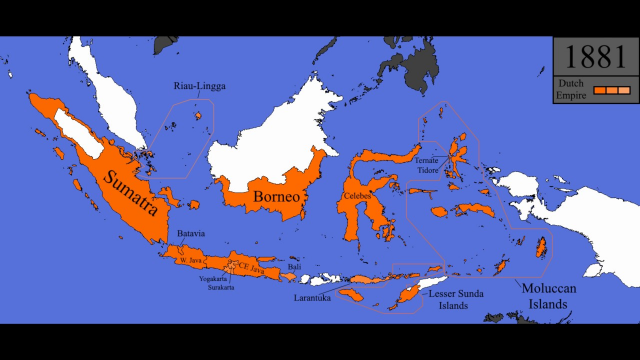 1881
Dutch
Empire
Riau-Lingga
Sumatra
Borneo
Celebes
Ternate
Tidore
Batavia
W. Java
CE Java
Yogakarta
Surakarta
Bali
Larantuka
Lesser Sunda
Islands
Moluccan
Islands